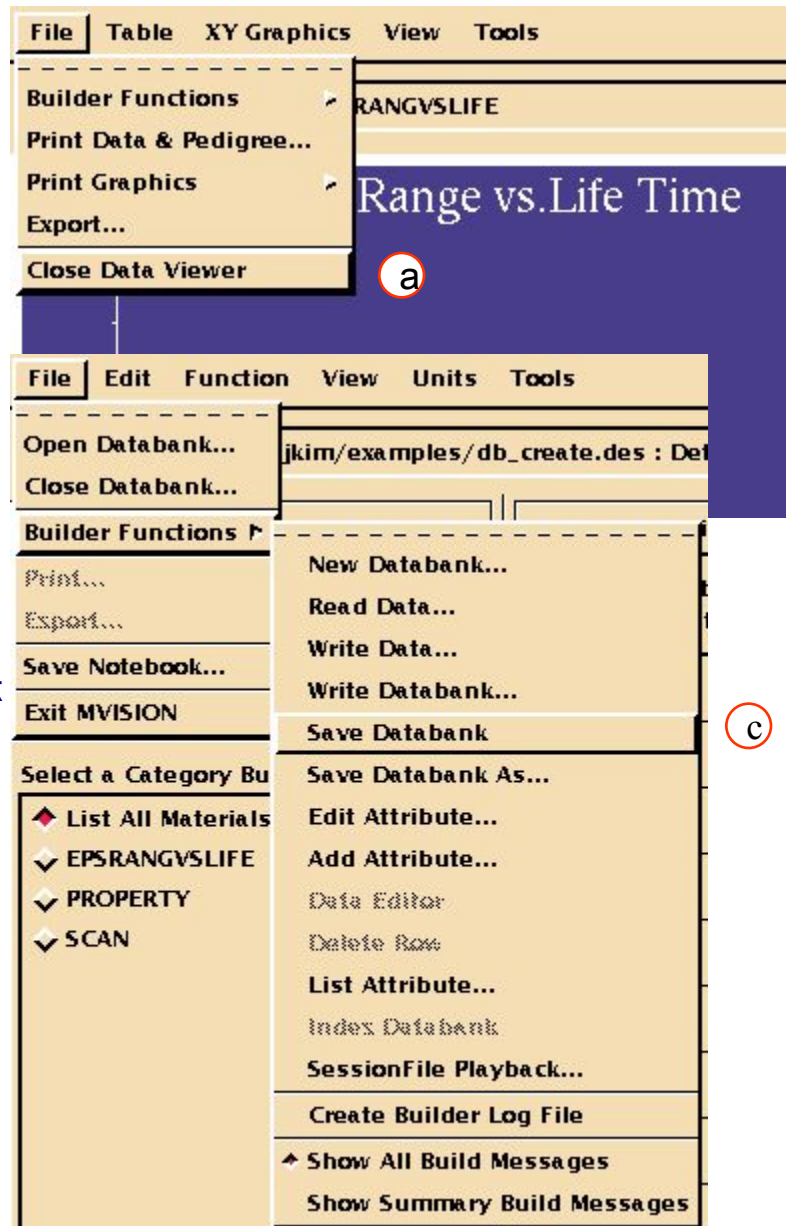 File Table XY Graphics View Tools
Builder Functions
RANGVSLIFE
Print Data & Pedigree...
Print Graphics
Range vs.Life Time
Export...
Close Data Viewer
a
File Edit Function View Units Tools
Open Databank...
jkim/examples/db_create.des : Def
Close Databank...
Builder Functions
Print...
Export...
Save Notebook...
Exit MVISION
New Databank...
Read Data...
Write Data...
Write Databank...
Save Databank
c
Save Databank As...
Edit Attribute...
Add Attribute...
Data Editor
Delete Row
List Attribute...
Index Databank
SessionFile Playback...
Create Builder Log File
Show All Build Messages
Show Summary Build Messages
Select a Category Bu
List All Materials
EPSRANGVSLIFE
PROPERTY
SCAN